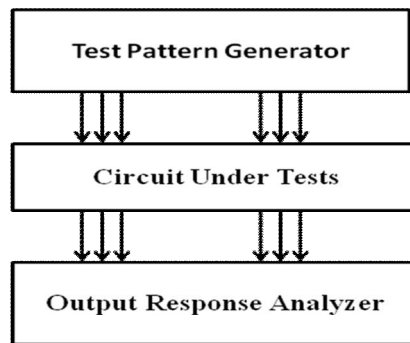 Test Pattern Generator
Circuit Under Tests
Output Response Analyzer